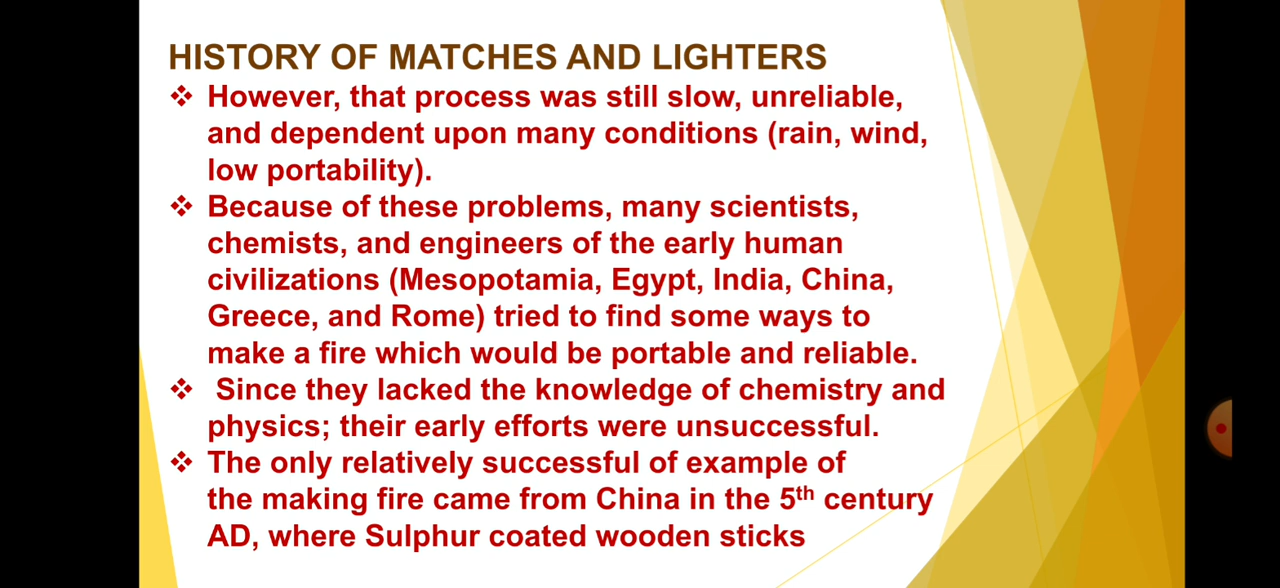 HISTORY OF MATCHES AND LIGHTERS
❖ However, that process was still slow, unreliable,
and dependent upon many conditions (rain, wind,
low portability).
❖ Because of these problems, many scientists,
chemists, and engineers of the early human
civilizations (Mesopotamia, Egypt, India, China,
Greece, and Rome) tried to find some ways to
make a fire which would be portable and reliable.
❖ Since they lacked the knowledge of chemistry and
physics; their early efforts were unsuccessful.
❖ The only relatively successful of example of
the making fire came from China in the 5th century
AD, where Sulphur coated wooden sticks